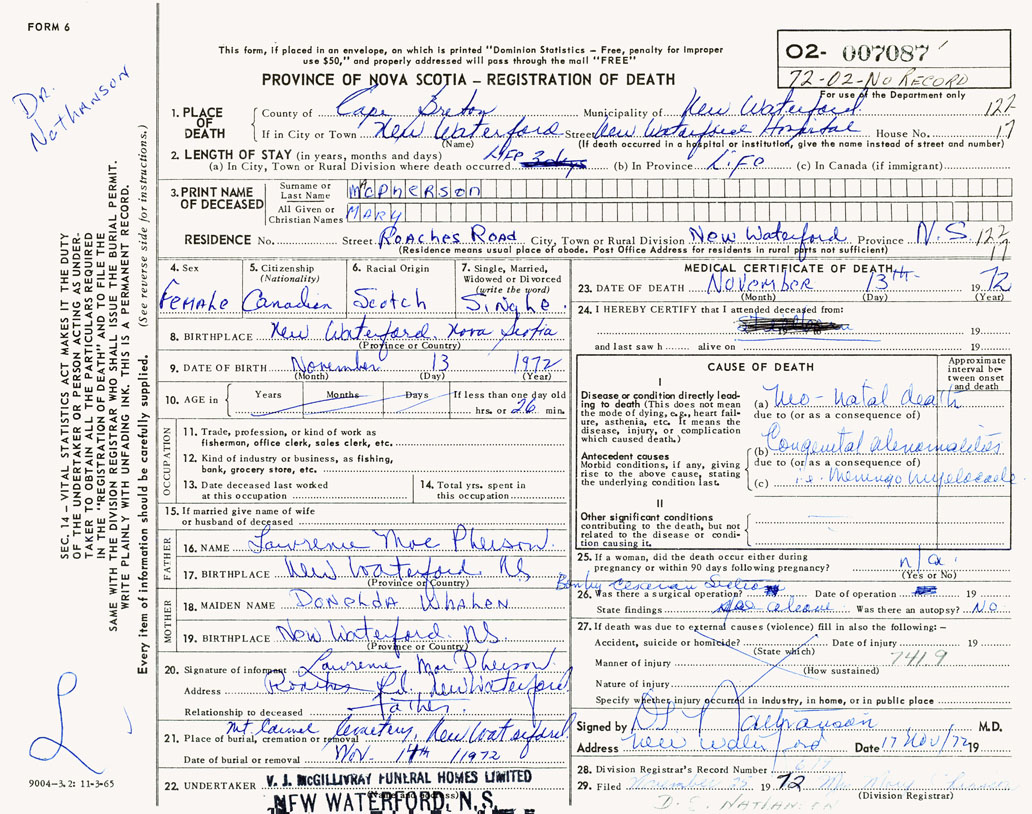 FORM 6
Dr. Nathanson
This form, if placed in an envelope, on which is printed "Dominion Statistics – Free, penalty for improper
use $50," and properly addressed will pass through the mail "FREE"
PROVINCE OF NOVA SCOTIA – REGISTRATION OF DEATH
02- 007087
72-02-No RECORD
For use of the Department only
1. PLACE OF DEATH
County of Cape Breton Municipality of New Waterford 122
If in City or Town New Waterford Street New Waterford Hospital House No. 17
(Name) (If death occurred in a hospital or institution, give the name instead of street and number)
2. LENGTH OF STAY (in years, months and days)
(a) In City, Town or Rural Division where death occurred Life (b) In Province Life (c) In Canada (if immigrant)
3. PRINT NAME OF DECEASED
Surname or Last Name McPHERSON
All Given or Christian Names MARY
RESIDENCE No. Street Roaches Road City, Town or Rural Division New Waterford Province N.S. 122
(Residence means usual place of abode. Post Office Address for residents in rural parts not sufficient) 17
4. Sex Female
5. Citizenship (Nationality) Canadian
6. Racial Origin Scotch
7. Single, Married, Widowed or Divorced (write the word) Single
8. BIRTHPLACE New Waterford, Nova Scotia
(Province or Country)
9. DATE OF BIRTH November 13 1972
(Month) (Day) (Year)
10. AGE in Years Months Days If less than one day old
hrs. or 26 min.
OCCUPATION
11. Trade, profession, or kind of work as
fisherman, office clerk, sales clerk, etc.
12. Kind of industry or business, as fishing,
bank, grocery store, etc.
13. Date deceased last worked
at this occupation
14. Total yrs. spent in
this occupation
15. If married give name of wife
or husband of deceased
FATHER
16. NAME Lawrence Mac Pherson
17. BIRTHPLACE New Waterford NS
(Province or Country)
MOTHER
18. MAIDEN NAME Donelda Whalen
19. BIRTHPLACE New Waterford. NS.
(Province or Country)
20. Signature of informant Lawrence Mac Pherson
Address Roaches Rd. New Waterford
Relationship to deceased Father.
21. Place of burial, cremation or removal Mt. Carmel Cemetery, New Waterford
Date of burial or removal Nov. 14th 1972
22. UNDERTAKER V. J. McGILLIVRAY FUNERAL HOMES LIMITED
NEW WATERFORD, N.S.
MEDICAL CERTIFICATE OF DEATH
23. DATE OF DEATH November 13TH 1972
(Month) (Day) (Year)
24. I HEREBY CERTIFY that I attended deceased from:
19 to 19
and last saw h alive on 19
CAUSE OF DEATH
Approximate interval between onset and death
I
Disease or condition directly leading to death (This does not mean
the mode of dying, e.g., heart failure, asthenia, etc. It means the
disease, injury, or complication
which caused death.)
(a) Neo-natal death
due to (or as a consequence of)
Antecedent causes
Morbid conditions, if any, giving
rise to the above cause, stating
the underlying condition last.
(b) Congenital abnormalities
due to (or as a consequence of)
(c) i.e. Meningo myelocoele
II
Other significant conditions
contributing to the death, but not
related to the disease or condition causing it.
25. If a woman, did the death occur either during
pregnancy or within 90 days following pregnancy? n/a.
(Yes or No)
26. Was there a surgical operation? Date of operation 19
State findings Was there an autopsy? No
27. If death was due to external causes (violence) fill in also the following:–
Accident, suicide or homicide? Date of injury 19
(State which)
Manner of injury 7419
(How sustained)
Nature of injury
Specify whether injury occurred in Industry, in home, or in public place
Signed by M.D.
Address New Waterford Date 17 Nov/72 19
28. Division Registrar's Record Number
29. Filed November 1972
(Division Registrar)
D. S. NATHANSON
SEC. 14 – VITAL STATISTICS ACT MAKES IT THE DUTY
OF THE UNDERTAKER OR PERSON ACTING AS UNDER-
TAKER TO OBTAIN ALL THE PARTICULARS REQUIRED
IN THE "REGISTRATION OF DEATH" AND TO FILE THE
SAME WITH THE DIVISION REGISTRAR WHO SHALL ISSUE THE BURIAL PERMIT.
WRITE PLAINLY WITH UNFADING INK. THIS IS A PERMANENT RECORD.
Every item of information should be carefully supplied. (See reverse side for instructions.)
L
9004-3.2: 11-3-65